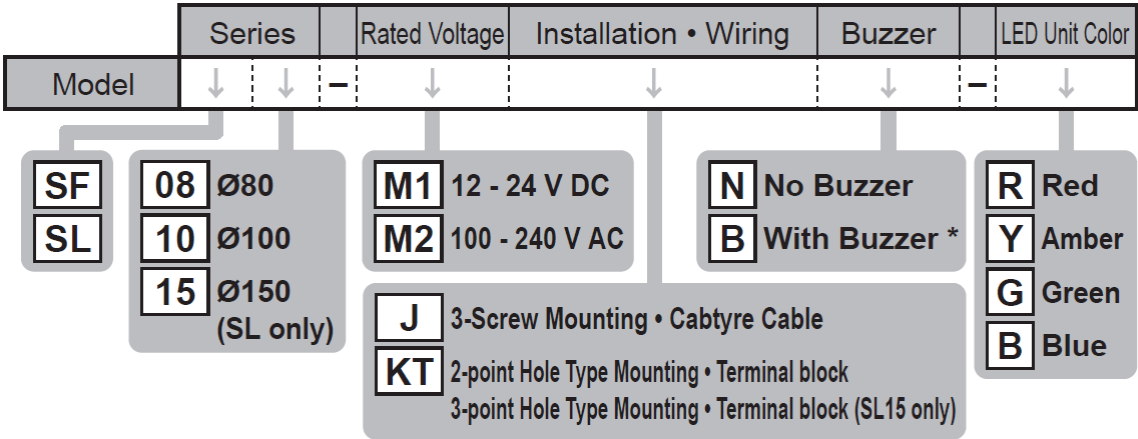 Series Rated Voltage Installation • Wiring Buzzer LED Unit Color
Model ↓ ↓ – ↓ ↓ ↓ – ↓
SF
SL
08 Ø80
10 Ø100
15 Ø150
(SL only)
M1 12 - 24 V DC
M2 100 - 240 V AC
J 3-Screw Mounting • Cabtyre Cable
KT 2-point Hole Type Mounting • Terminal block
3-point Hole Type Mounting • Terminal block (SL15 only)
N No Buzzer
B With Buzzer *
R Red
Y Amber
G Green
B Blue